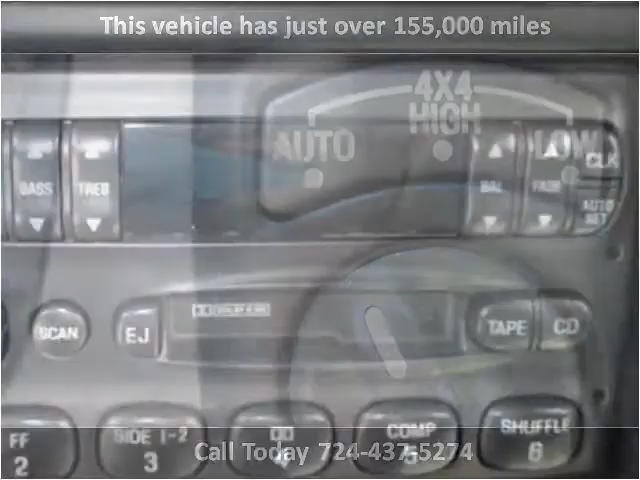 This vehicle has just over 155,000 miles
4X4
HIGH
AUTO
LOW
CLK
BASS
TREB
BAL
FADE
AUTO
SET
SCAN
EJ
TAPE
CD
FF
2
SIDE 1-2
3
COMP
5
SHUFFLE
6
Call Today 724-437-5274